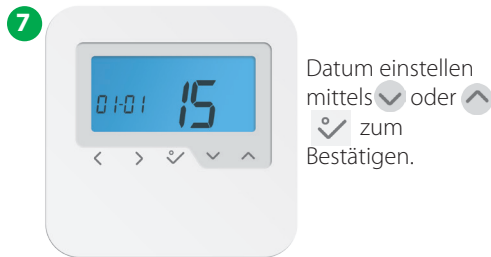 7
01-01 15
Datum einstellen
mittels oder
zum
Bestätigen.